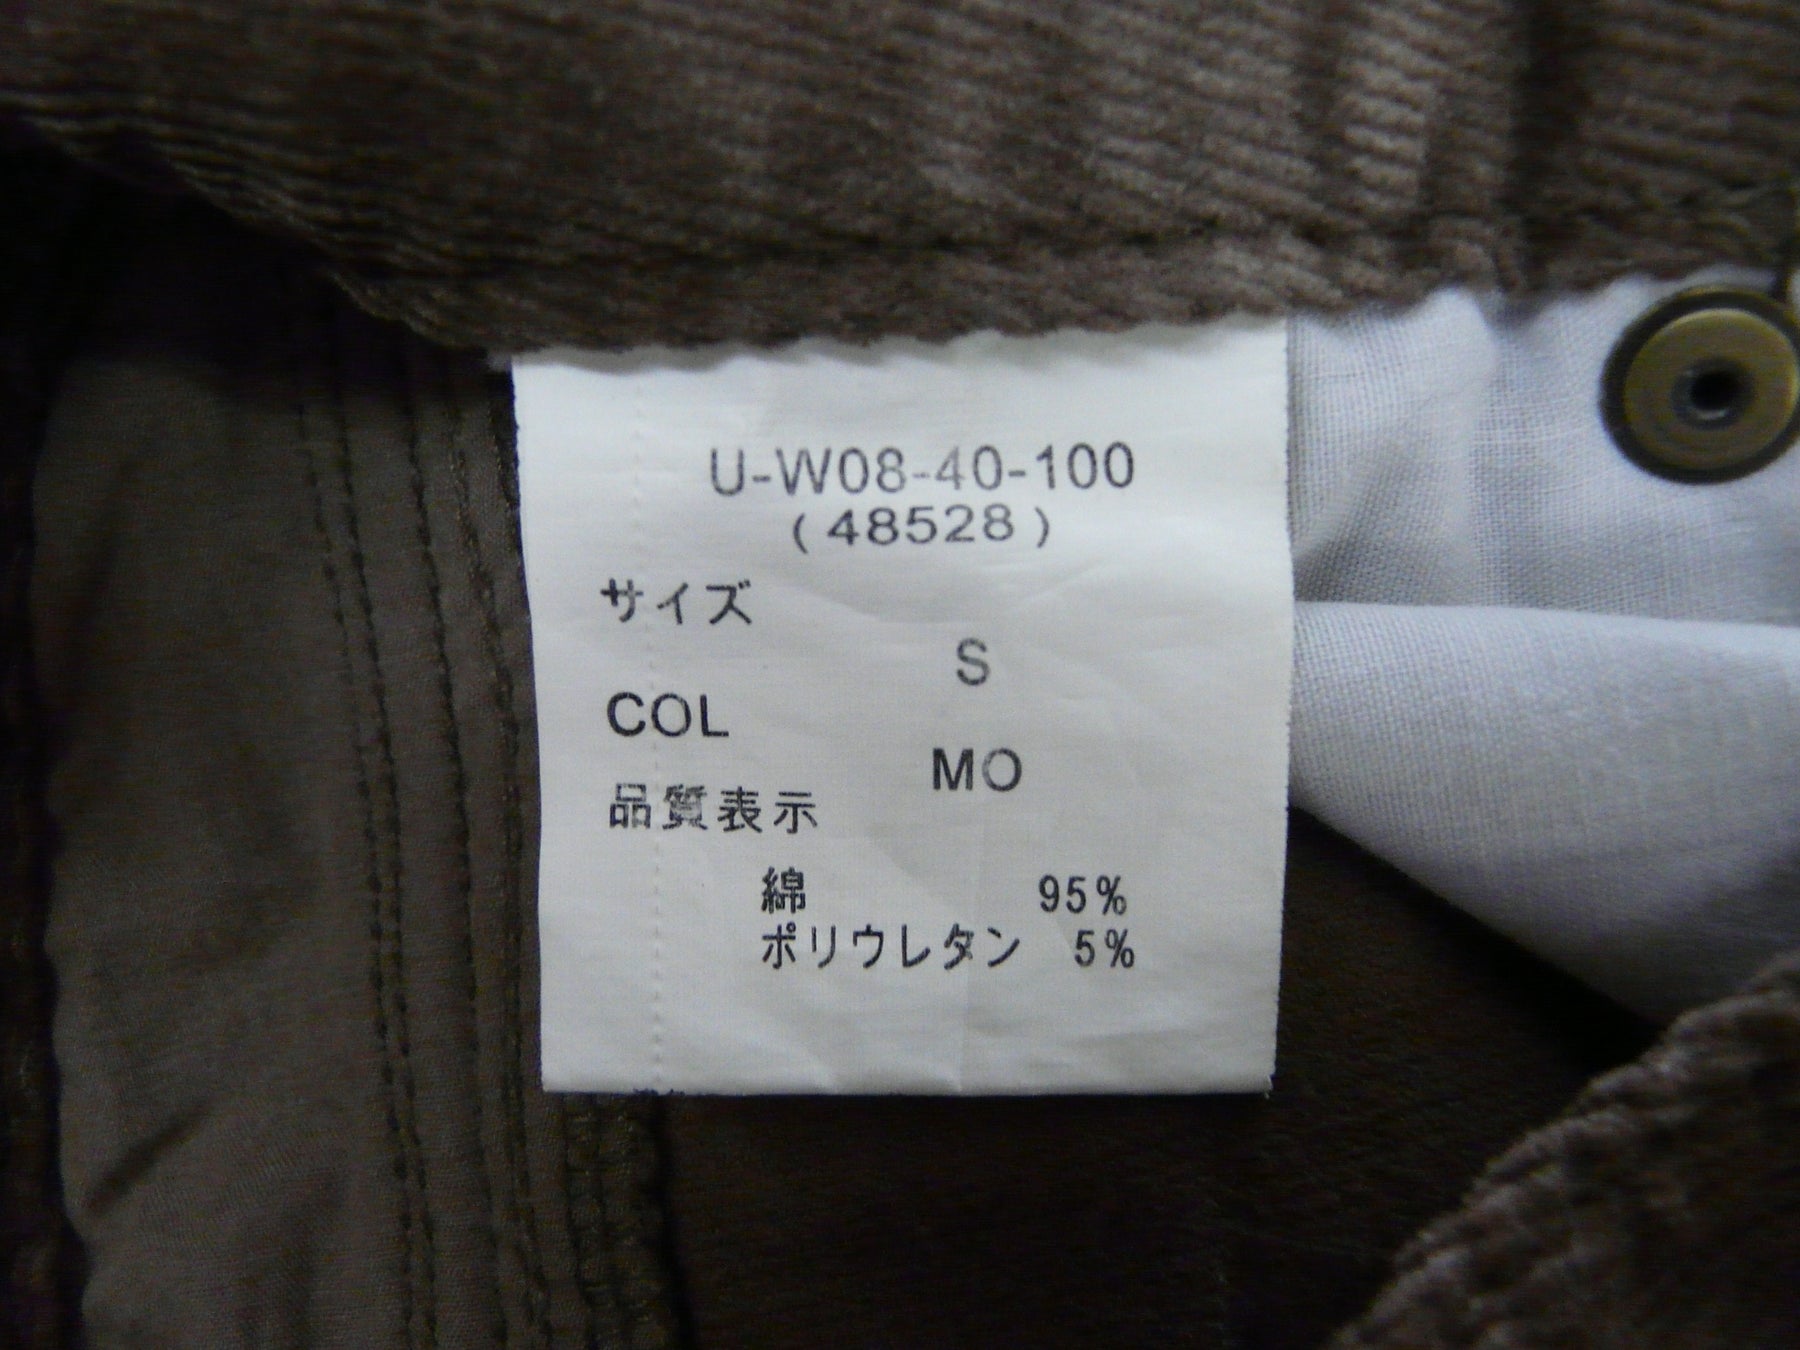 U-W08-40-100
(48528)
サイズ
S
COL
MO
品質表示
綿 95%
ポリウレタン 5%